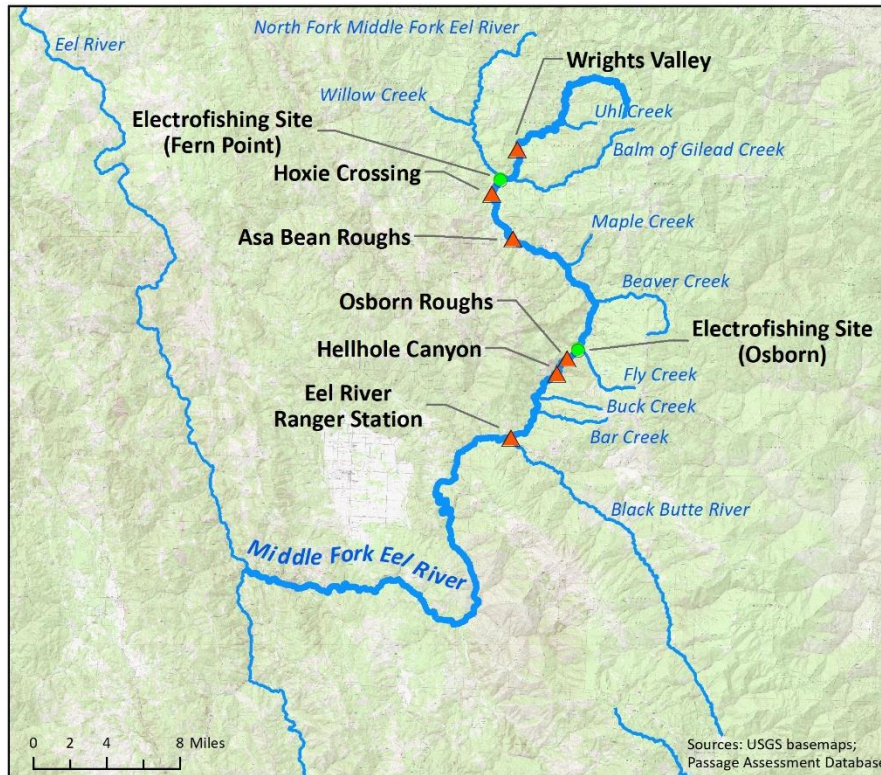 Eel River
North Fork Middle Fork Eel River
Wrights Valley
Willow Creek
Electrofishing Site
(Fern Point)
Uhl Creek
Balm of Gilead Creek
Hoxie Crossing
Asa Bean Roughs
Maple Creek
Beaver Creek
Osborn Roughs
Electrofishing Site
(Osborn)
Hellhole Canyon
Fly Creek
Eel River
Ranger Station
Buck Creek
Bar Creek
Black Butte River
Middle Fork Eel River
0 2 4 8 Miles
Sources: USGS basemaps;
Passage Assessment Database